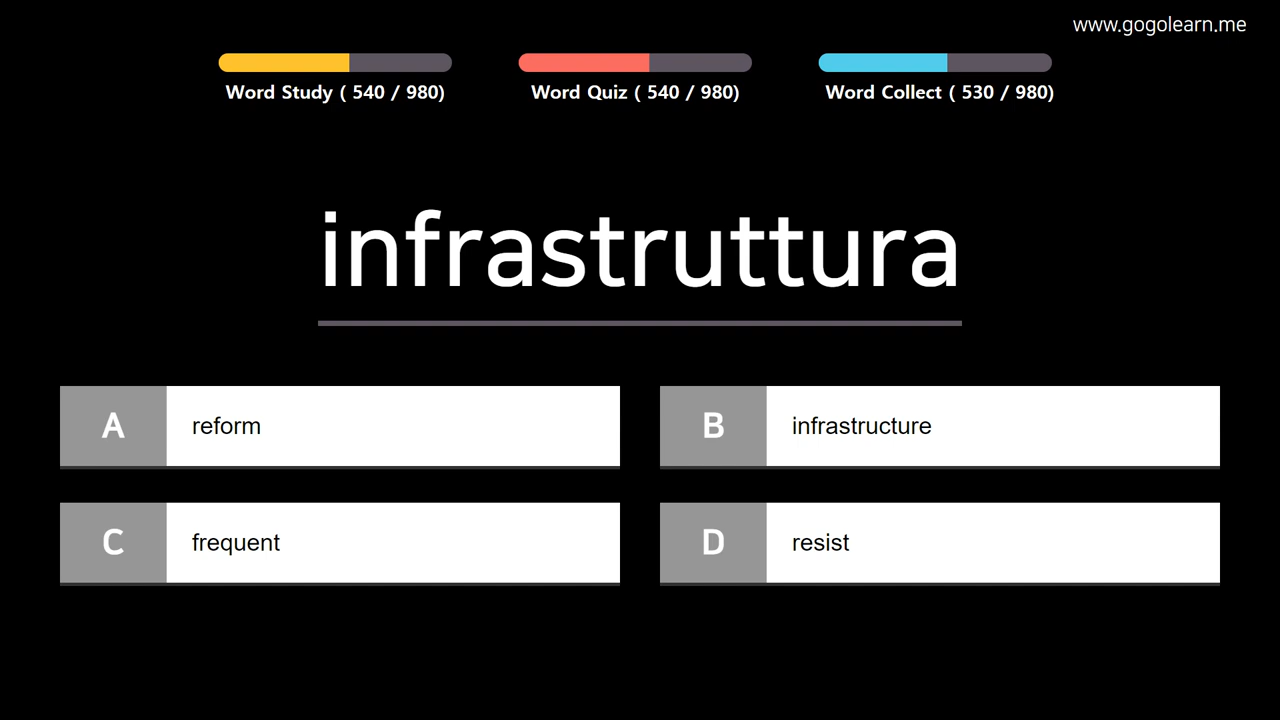 www.gogolearn.me
Word Study ( 540 / 980)
Word Quiz ( 540 / 980)
Word Collect ( 530 / 980)
infrastruttura
A reform
B infrastructure
C frequent
D resist